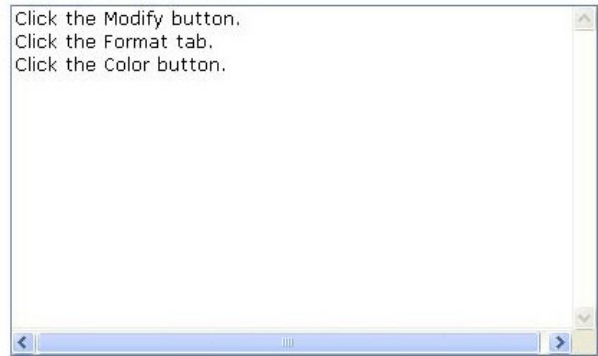 Click the Modify button.
Click the Format tab.
Click the Color button.